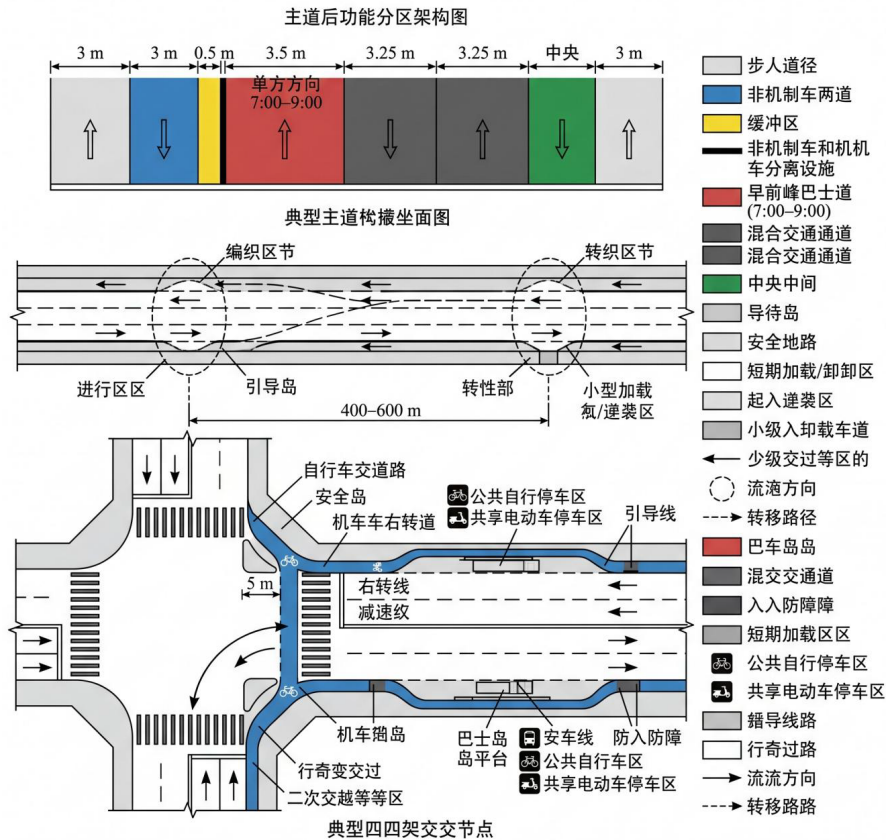 主道后功能分区架构图
3 m
3 m
0.5 m
3.5 m
3.25 m
3.25 m
中央
3 m
单方方向
7:00–9:00
典型主道
坐面图
编织区节
转织区节
进行区区
引导岛
转性部
小型加载
/逆装区
400–600 m
自行车交道路
安全岛
机车车右转道
公共自行停车区
共享电动车停车区
引导线
5 m
右转线
减速纹
机车
岛
巴士岛
岛平台
安车线
公共自行车区
共享电动车停车区
防入防障
行奇变交过
二次交越等等区
典型四四架交交节点
步人道径
非机制车两道
缓冲区
非机制车和机机
车分离设施
早前峰巴士道
(7:00–9:00)
混合交通通道
混合交通通道
中央中间
导待岛
安全地路
短期加载/卸卸区
起入逆装区
小级入卸载车道
少级交过等区的
流
方向
转移路径
巴车岛岛
混交交通道
入入防障障
短期加载区区
公共自行停车区
共享电动车停车区
导线路
行奇过路
流流方向
转移路路